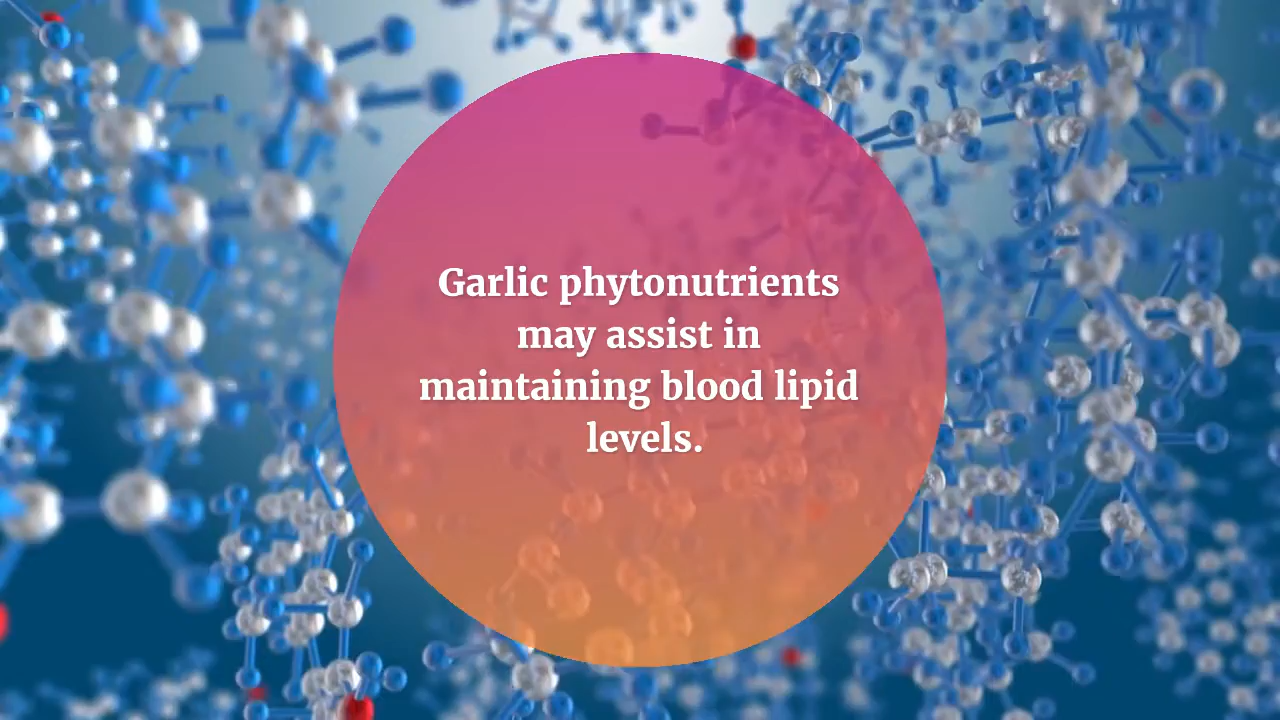 Garlic phytonutrients
may assist in
maintaining blood lipid
levels.